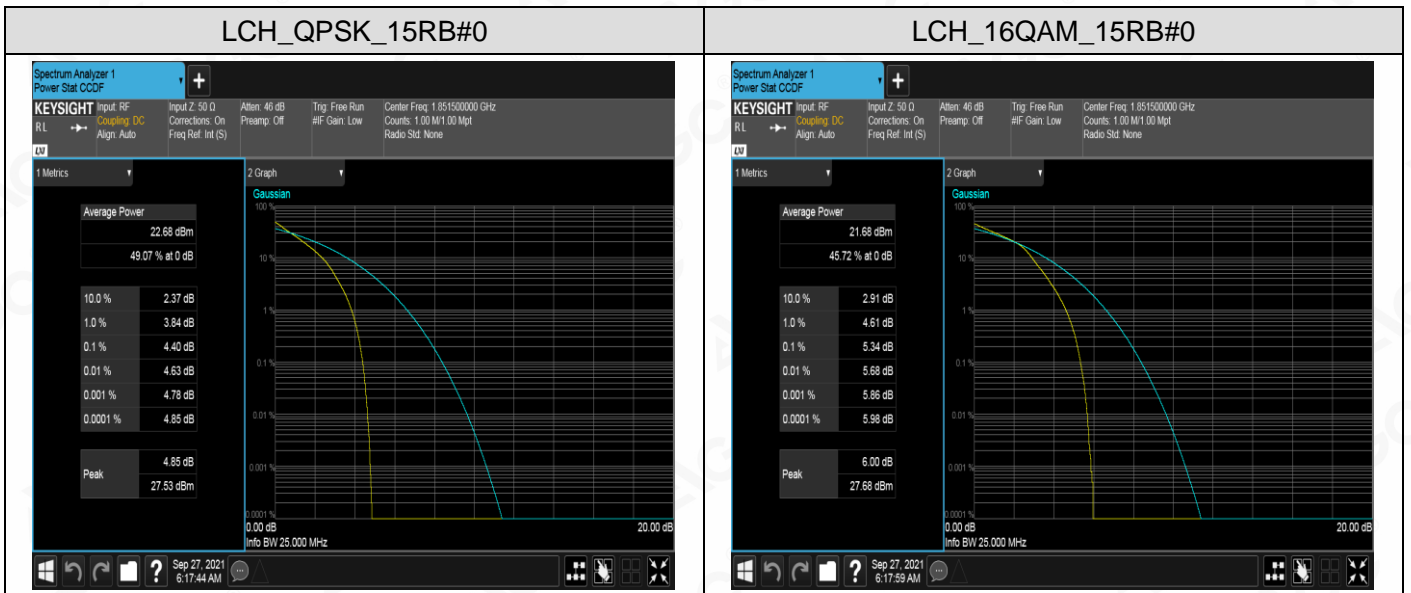 LCH_QPSK_15RB#0
Spectrum Analyzer 1
Power Stat CCDF
+
KEYSIGHT Input: RF Input Z: 50 Ω Atten: 46 dB Trig: Free Run Center Freq: 1.851500000 GHz
RL Coupling: DC Corrections: On Preamp: Off #IF Gain: Low Counts: 1.00 M/1.00 Mpt
Align: Auto Freq Ref: Int (S) Radio Std: None
LXI
1 Metrics
Average Power
22.68 dBm
49.07 % at 0 dB
10.0 % 2.37 dB
1.0 % 3.84 dB
0.1 % 4.40 dB
0.01 % 4.63 dB
0.001 % 4.78 dB
0.0001 % 4.85 dB
Peak 4.85 dB
27.53 dBm
2 Graph
Gaussian
100 %
10 %
1 %
0.1 %
0.01 %
0.001 %
0.0001 %
0.00 dB 20.00 dB
Info BW 25.000 MHz
? Sep 27, 2021
6:17:44 AM
LCH_16QAM_15RB#0
Spectrum Analyzer 1
Power Stat CCDF
+
KEYSIGHT Input: RF Input Z: 50 Ω Atten: 46 dB Trig: Free Run Center Freq: 1.851500000 GHz
RL Coupling: DC Corrections: On Preamp: Off #IF Gain: Low Counts: 1.00 M/1.00 Mpt
Align: Auto Freq Ref: Int (S) Radio Std: None
LXI
1 Metrics
Average Power
21.68 dBm
45.72 % at 0 dB
10.0 % 2.91 dB
1.0 % 4.61 dB
0.1 % 5.34 dB
0.01 % 5.68 dB
0.001 % 5.86 dB
0.0001 % 5.98 dB
Peak 6.00 dB
27.68 dBm
2 Graph
Gaussian
100 %
10 %
1 %
0.1 %
0.01 %
0.001 %
0.0001 %
0.00 dB 20.00 dB
Info BW 25.000 MHz
? Sep 27, 2021
6:17:59 AM